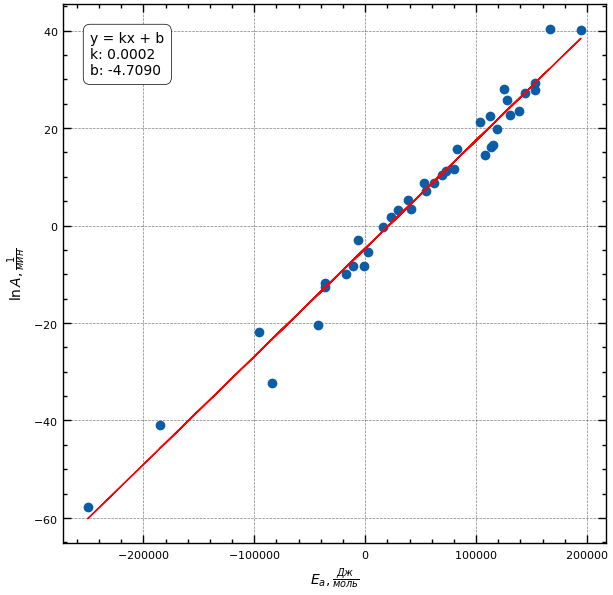 y = kx + b
k: 0.0002
b: -4.7090
40
20
0
−20
−40
−60
ln A, 1/мин
−200000
−100000
0
100000
200000
Eₐ, Дж/моль